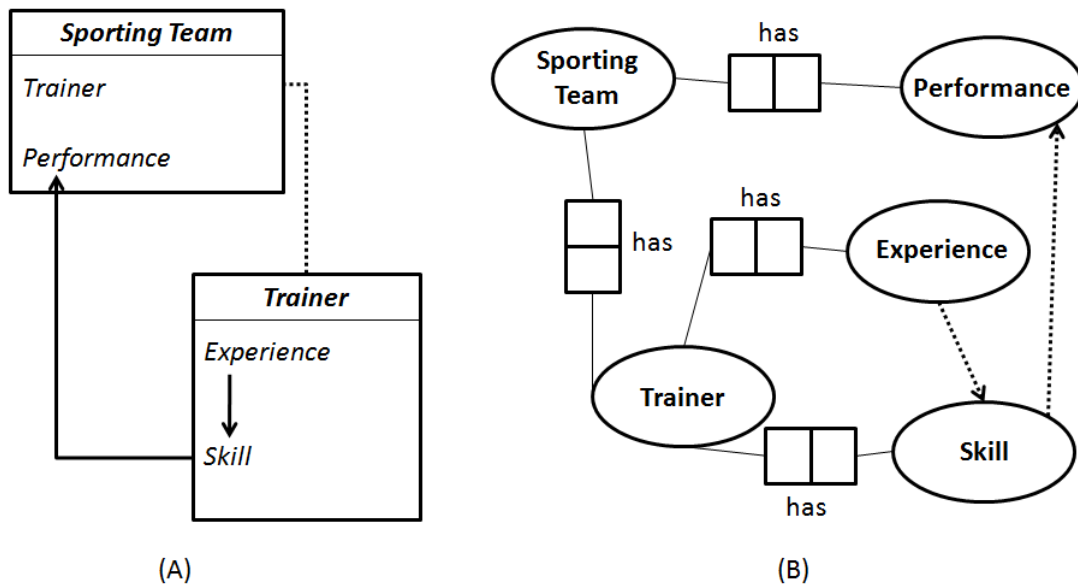 Sporting Team
Trainer
Performance
Trainer
Experience
Skill
(A)
has
Sporting
Team
Performance
has
has
Experience
Trainer
Skill
has
(B)